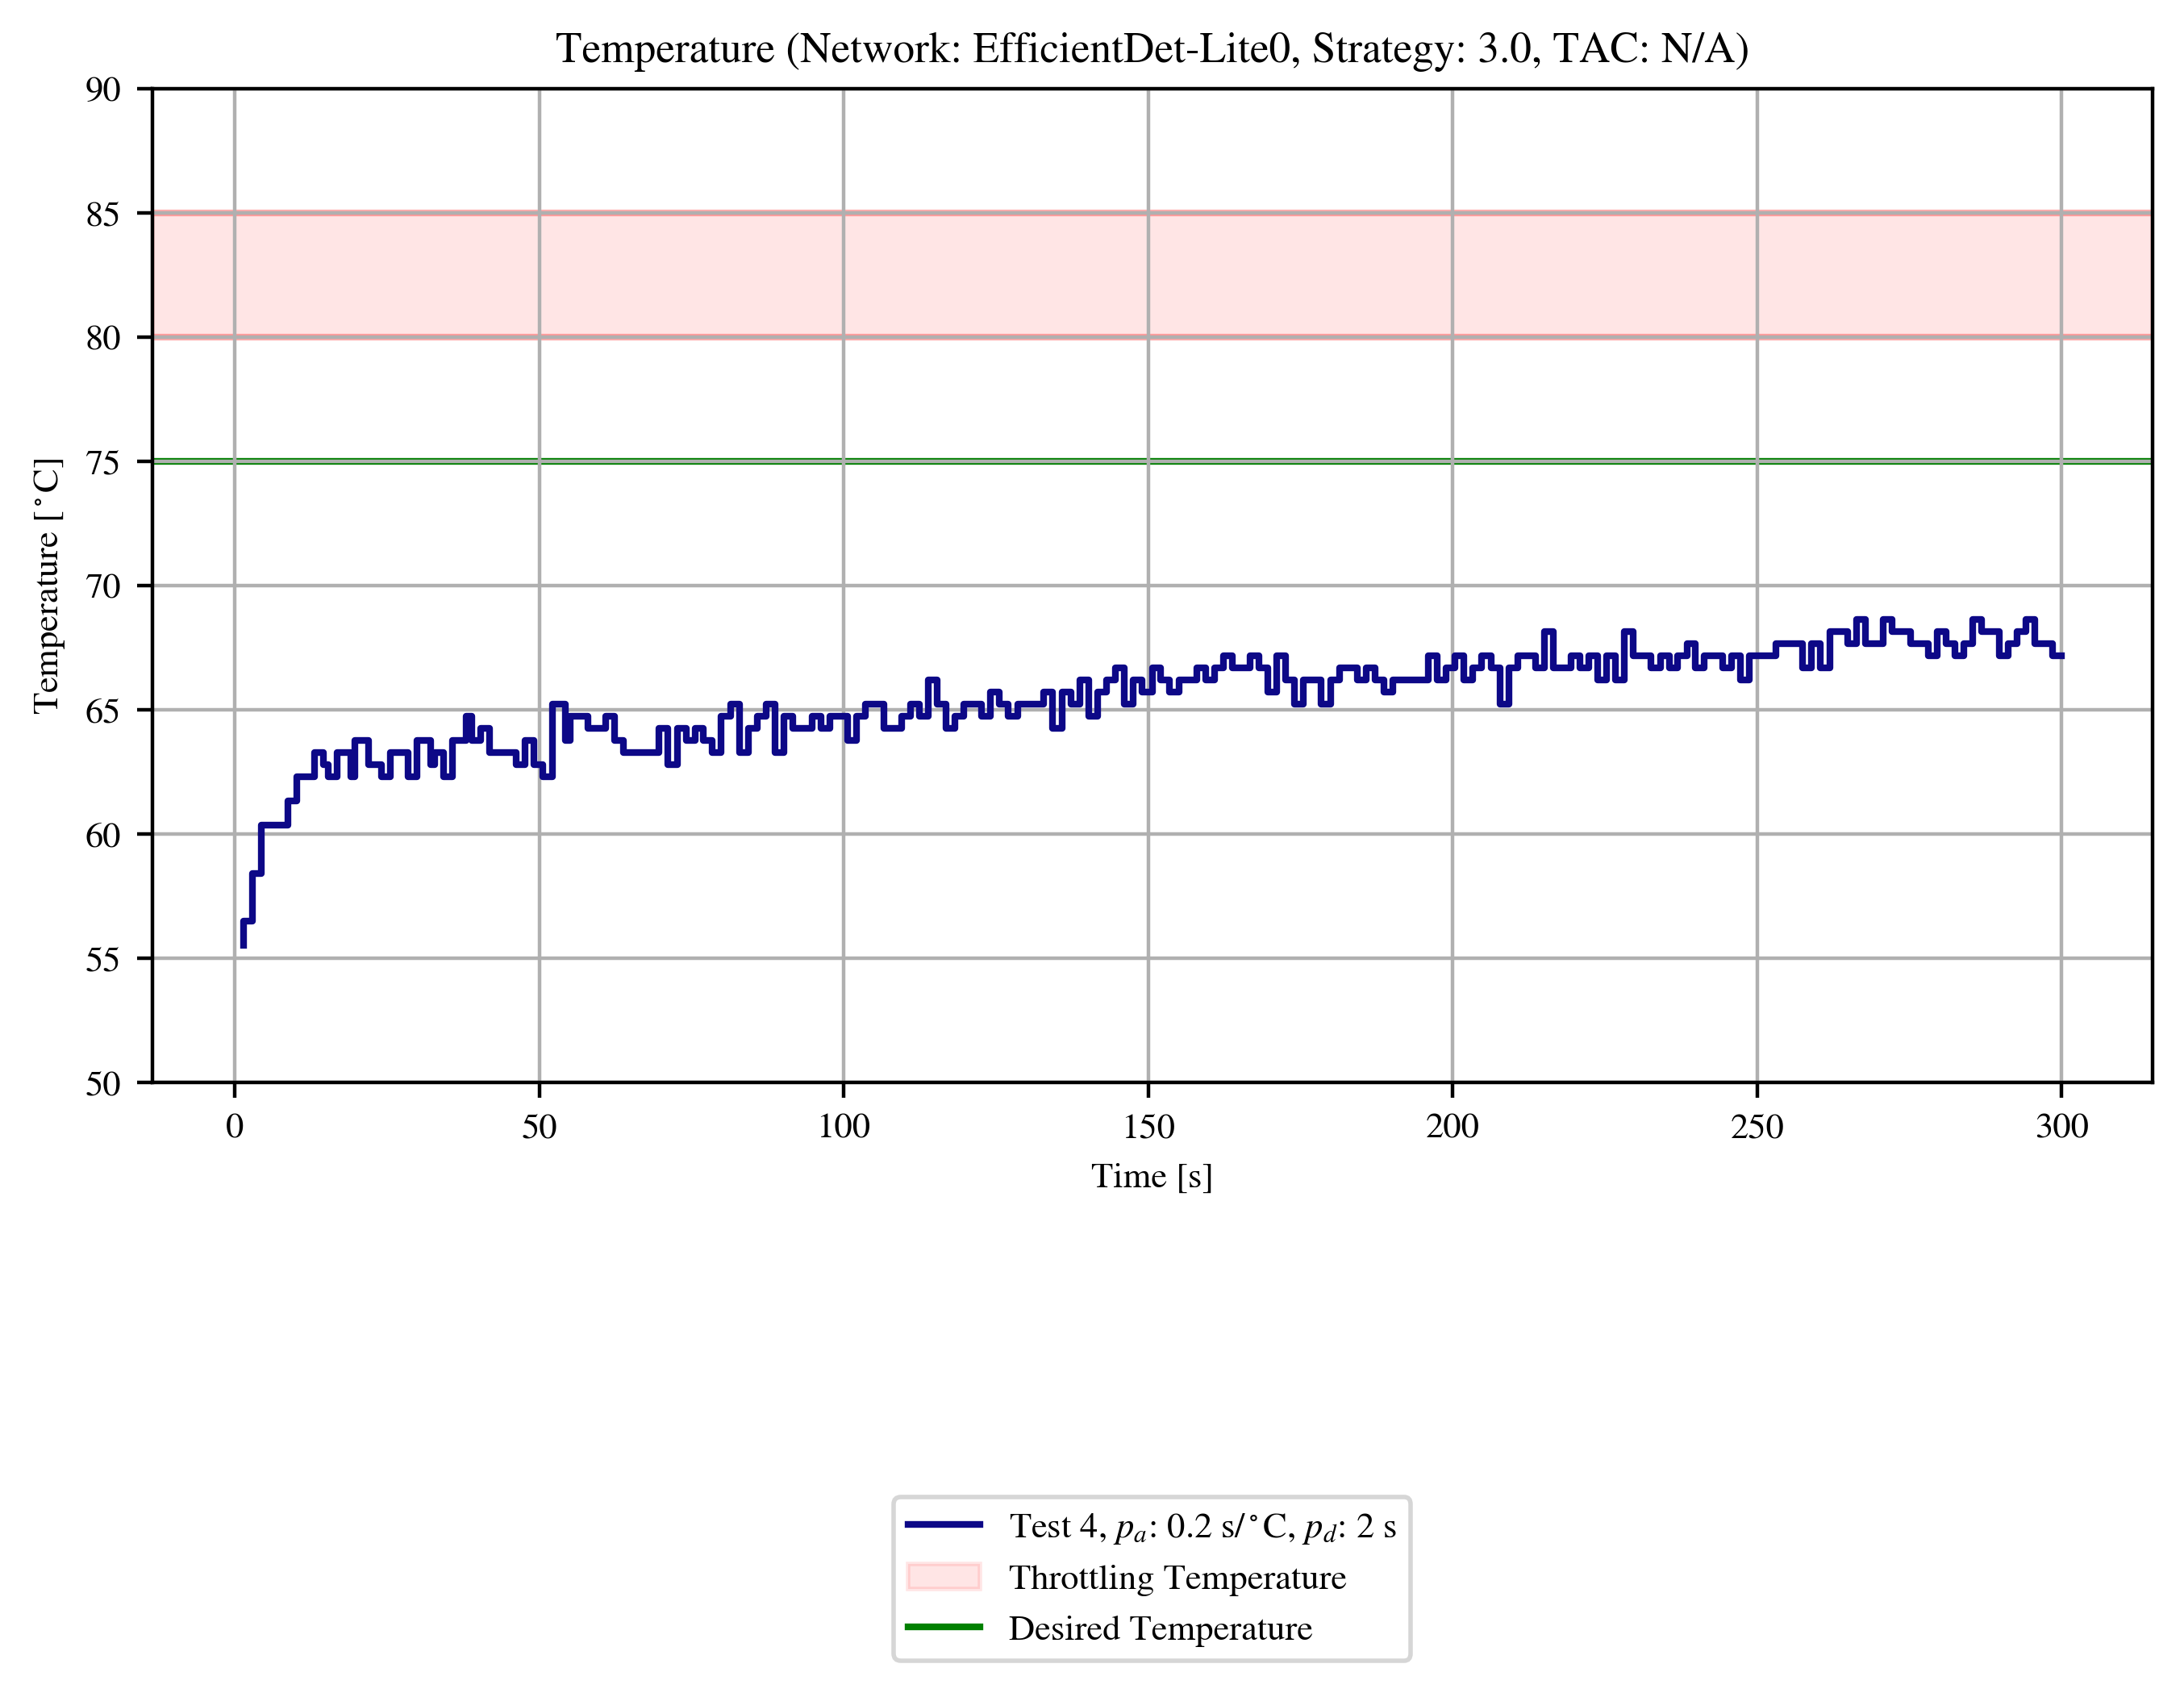 Temperature (Network: EfficientDet-Lite0, Strategy: 3.0, TAC: N/A)
90
85
80
75
70
65
60
55
50
Temperature [°C]
0 50 100 150 200 250 300
Time [s]
Test 4, pₐ: 0.2 s/°C, p_d: 2 s
Throttling Temperature
Desired Temperature